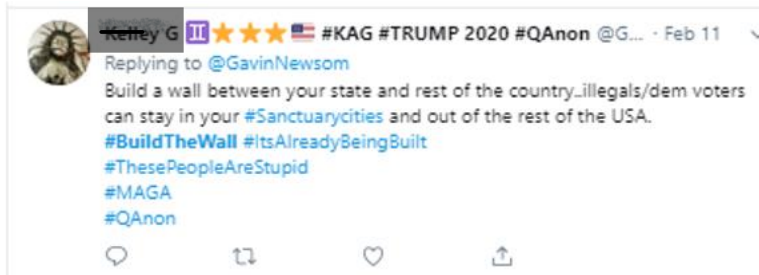 G ♊⭐⭐⭐🇺🇸 #KAG #TRUMP 2020 #QAnon @G... · Feb 11
Replying to @GavinNewsom
Build a wall between your state and rest of the country..illegals/dem voters
can stay in your #Sanctuarycities and out of the rest of the USA.
#BuildTheWall #ItsAlreadyBeingBuilt
#ThesePeopleAreStupid
#MAGA
#QAnon